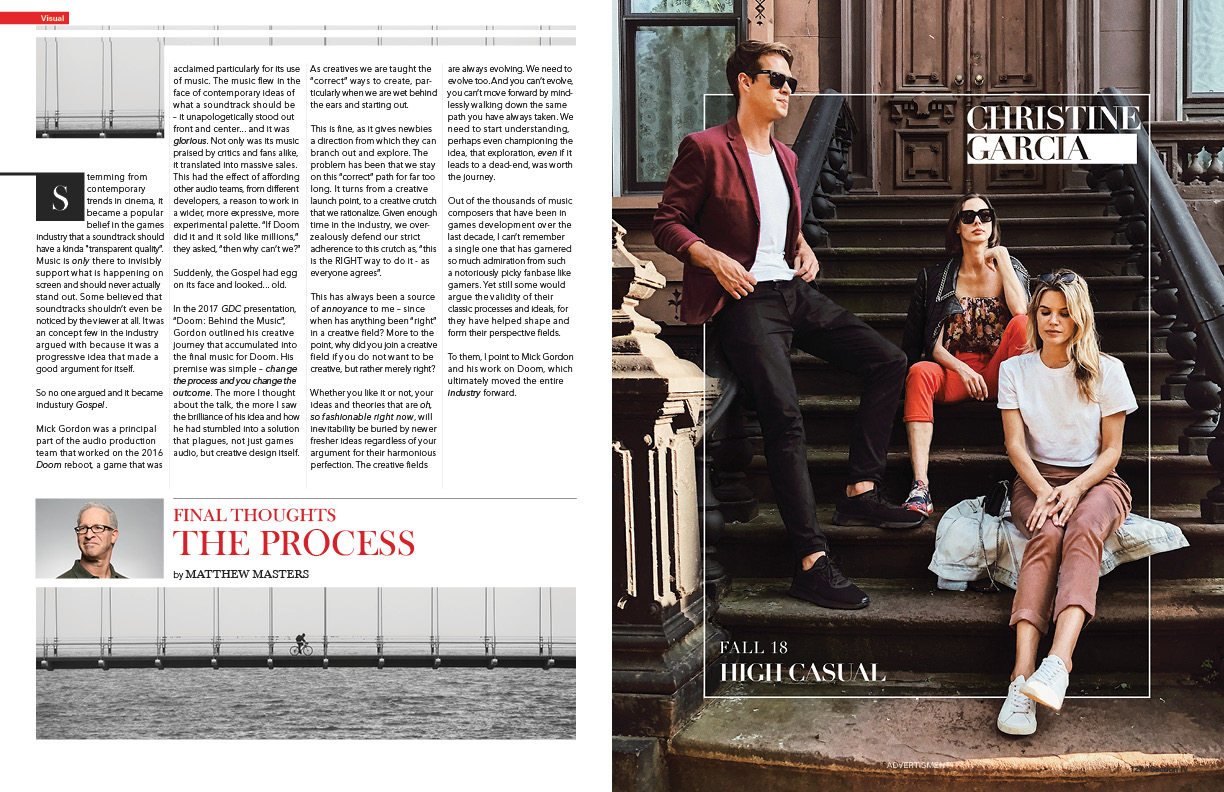 Visual
S
temming from
contemporary
trends in cinema, it
became a popular
belief in the games
industry that a soundtrack should
have a kinda "transparent quality".
Music is only there to invisibly
support what is happening on
screen and should never actually
stand out. Some believed that
soundtracks shouldn't even be
noticed by the viewer at all. It was
an concept few in the industry
argued with because it was a
progressive idea that made a
good argument for itself.
So no one argued and it became
industury Gospel.
Mick Gordon was a principal
part of the audio production
team that worked on the 2016
Doom reboot, a game that was
acclaimed particularly for its use
of music. The music flew in the
face of contemporary ideas of
what a soundtrack should be
– it unapologetically stood out
front and center... and it was
glorious. Not only was its music
praised by critics and fans alike,
it translated into massive sales.
This had the effect of affording
other audio teams, from different
developers, a reason to work in
a wider, more expressive, more
experimental palette. "If Doom
did it and it sold like millions,"
they asked, "then why can't we?"
Suddenly, the Gospel had egg
on its face and looked... old.
In the 2017 GDC presentation,
"Doom: Behind the Music",
Gordon outlined his creative
journey that accumulated into
the final music for Doom. His
premise was simple – change
the process and you change the
outcome. The more I thought
about the talk, the more I saw
the brilliance of his idea and how
he had stumbled into a solution
that plagues, not just games
audio, but creative design itself.
As creatives we are taught the
"correct" ways to create, par-
ticularly when we are wet behind
the ears and starting out.
This is fine, as it gives newbies
a direction from which they can
branch out and explore. The
problem has been that we stay
on this "correct" path for far too
long. It turns from a creative
launch point, to a creative crutch
that we rationalize. Given enough
time in the industry, we over-
zealously defend our strict
adherence to this crutch as, "this
is the RIGHT way to do it - as
everyone agrees".
This has always been a source
of annoyance to me – since
when has anything been "right"
in a creative field? More to the
point, why did you join a creative
field if you do not want to be
creative, but rather merely right?
Whether you like it or not, your
ideas and theories that are oh,
so fashionable right now, will
inevitability be buried by newer
fresher ideas regardless of your
argument for their harmonious
perfection. The creative fields
are always evolving. We need to
evolve too. And you can't evolve,
you can't move forward by mind-
lessly walking down the same
path you have always taken. We
need to start understanding,
perhaps even championing the
idea, that exploration, even if it
leads to a dead-end, was worth
the journey.
Out of the thousands of music
composers that have been in
games development over the
last decade, I can't remember
a single one that has garnered
so much admiration from such
a notoriously picky fanbase like
gamers. Yet still some would
argue the validity of their
classic processes and ideals, for
they have helped shape and
form their perspective fields.
To them, I point to Mick Gordon
and his work on Doom, which
ultimately moved the entire
industry forward.
FINAL THOUGHTS
THE PROCESS
by MATTHEW MASTERS
CHRISTINE
GARCIA
FALL 18
HIGH CASUAL
ADVERTISMENT